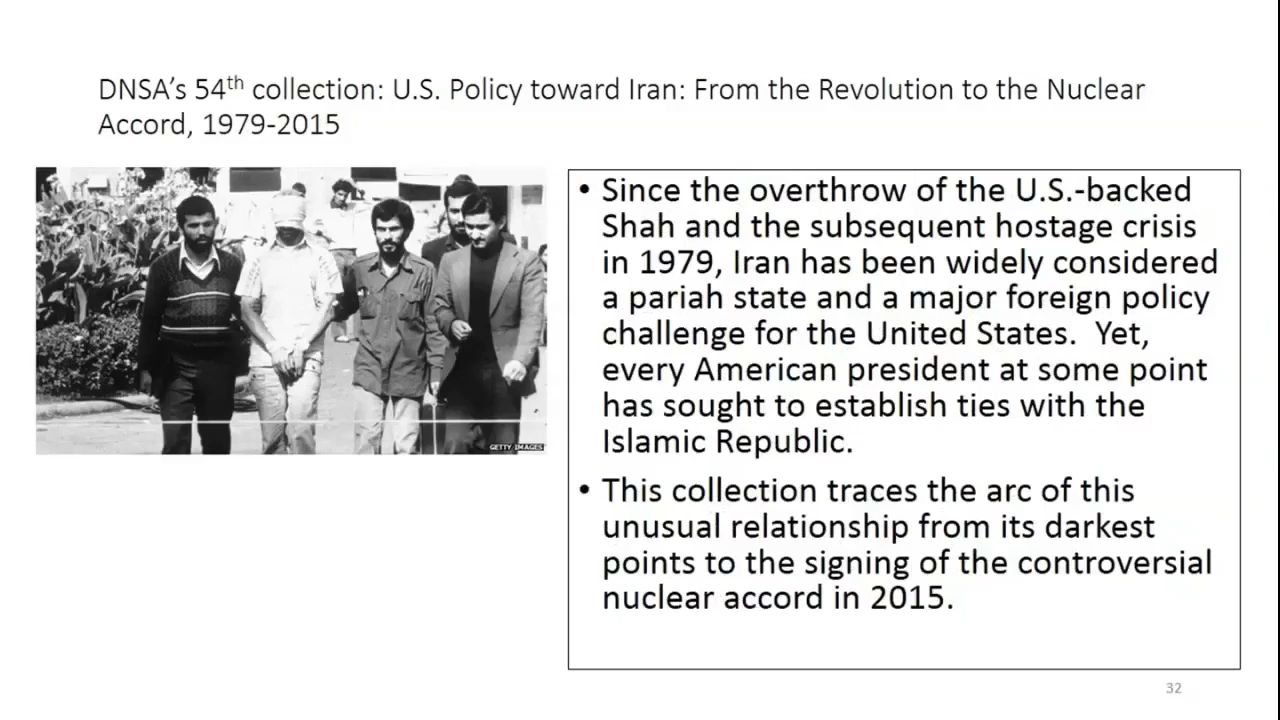 DNSA’s 54th collection: U.S. Policy toward Iran: From the Revolution to the Nuclear
Accord, 1979-2015
GETTY IMAGES
• Since the overthrow of the U.S.-backed
Shah and the subsequent hostage crisis
in 1979, Iran has been widely considered
a pariah state and a major foreign policy
challenge for the United States.  Yet,
every American president at some point
has sought to establish ties with the
Islamic Republic.
• This collection traces the arc of this
unusual relationship from its darkest
points to the signing of the controversial
nuclear accord in 2015.
32